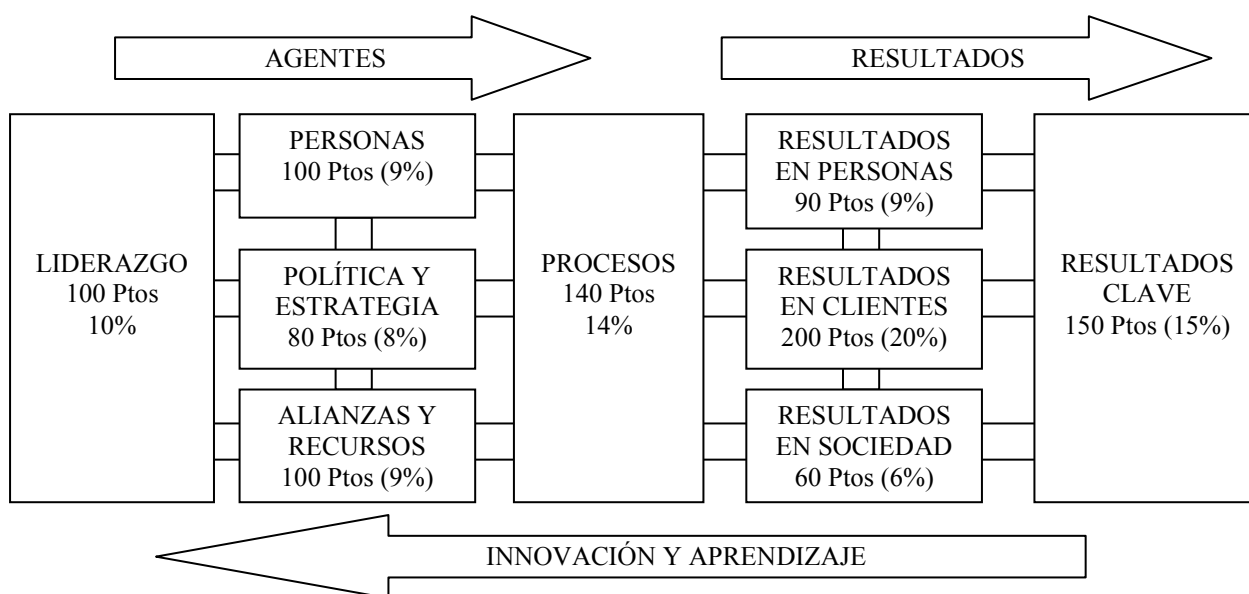 AGENTES
RESULTADOS
LIDERAZGO
100 Ptos
10%
PERSONAS
100 Ptos (9%)
POLÍTICA Y
ESTRATEGIA
80 Ptos (8%)
ALIANZAS Y
RECURSOS
100 Ptos (9%)
PROCESOS
140 Ptos
14%
RESULTADOS
EN PERSONAS
90 Ptos (9%)
RESULTADOS
EN CLIENTES
200 Ptos (20%)
RESULTADOS
EN SOCIEDAD
60 Ptos (6%)
RESULTADOS
CLAVE
150 Ptos (15%)
INNOVACIÓN Y APRENDIZAJE